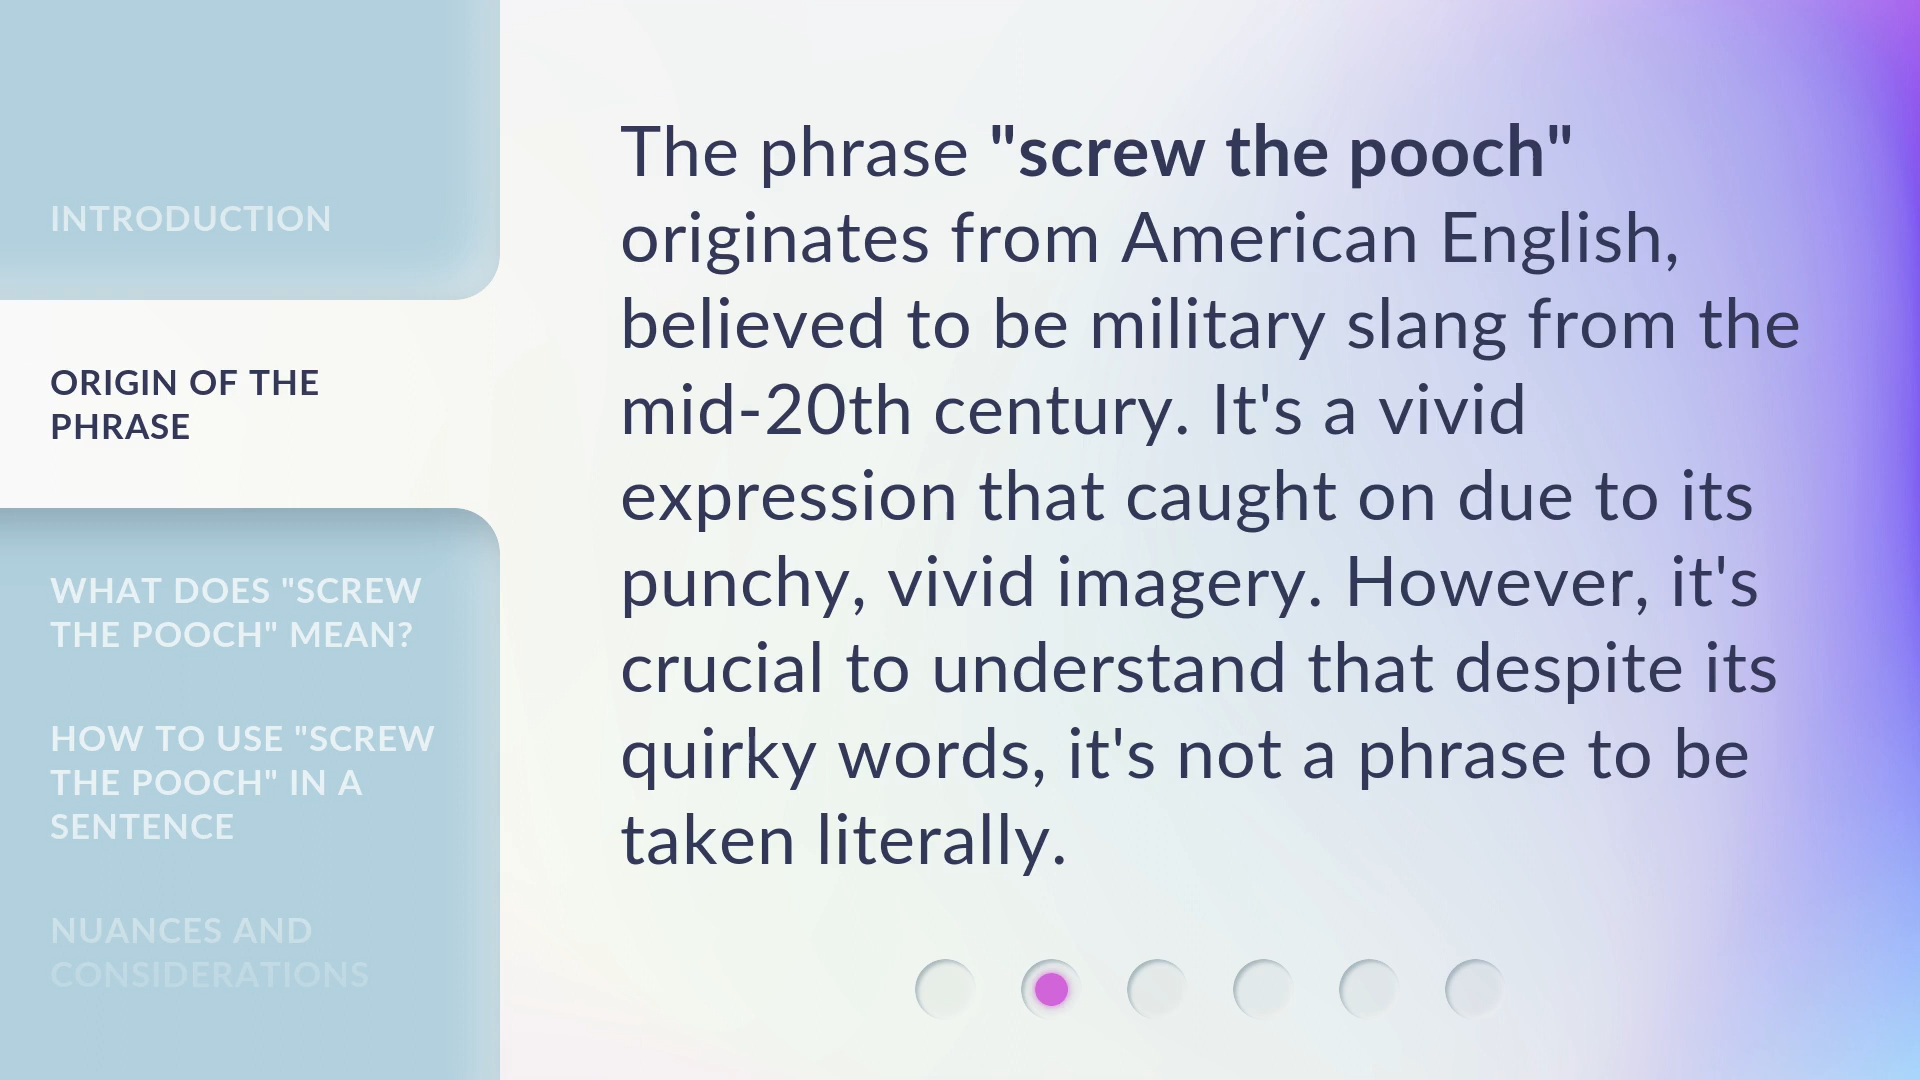 INTRODUCTION
ORIGIN OF THE
PHRASE
WHAT DOES "SCREW
THE POOCH" MEAN?
HOW TO USE "SCREW
THE POOCH" IN A
SENTENCE
NUANCES AND
CONSIDERATIONS
The phrase "screw the pooch"
originates from American English,
believed to be military slang from the
mid-20th century. It's a vivid
expression that caught on due to its
punchy, vivid imagery. However, it's
crucial to understand that despite its
quirky words, it's not a phrase to be
taken literally.